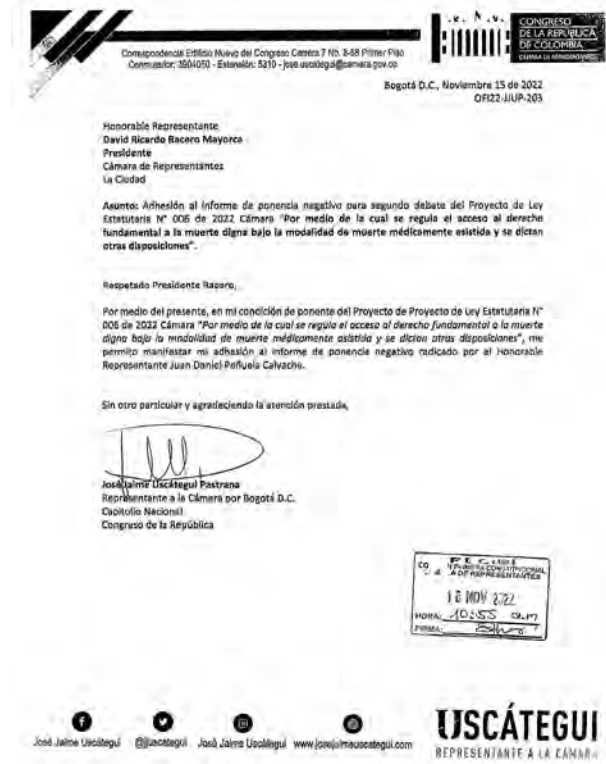 CONGRESO
DE LA REPÚBLICA
DE COLOMBIA
CÁMARA DE REPRESENTANTES
Correspondencia Edificio Nuevo del Congreso Carrera 7 No. 8-68 Primer Piso
Conmutador: 3904050 - Extensión: 5210 - jose.uscategui@camara.gov.co
Bogotá D.C., Noviembre 15 de 2022
OFI22-JJUP-203
Honorable Representante
David Ricardo Racero Mayorca
Presidente
Cámara de Representantes
La Ciudad
Asunto: Adhesión al informe de ponencia negativo para segundo debate del Proyecto de Ley
Estatutaria N° 006 de 2022 Cámara "Por medio de la cual se regula el acceso al derecho
fundamental a la muerte digna bajo la modalidad de muerte médicamente asistida y se dictan
otras disposiciones".
Respetado Presidente Racero,
Por medio del presente, en mi condición de ponente del Proyecto de Proyecto de Ley Estatutaria N°
006 de 2022 Cámara "Por medio de la cual se regula el acceso al derecho fundamental a la muerte
digna bajo la modalidad de muerte médicamente asistida y se dictan otras disposiciones", me
permito manifestar mi adhesión al informe de ponencia negativo radicado por el Honorable
Representante Juan Daniel Peñuela Calvache.
Sin otro particular y agradeciendo la atención prestada,
José Jaime Uscátegui Pastrana
Representante a la Cámara por Bogotá D.C.
Capitolio Nacional
Congreso de la República
CONSTITUCIONAL
A DE REPRESENTANTES
NOV 2022
HORA: 10:55 am
FIRMA:
José Jaime Uscátegui @jjuscategui José Jaime Uscátegui www.josejaimeuscategui.com
USCÁTEGUI
REPRESENTANTE A LA CÁMARA